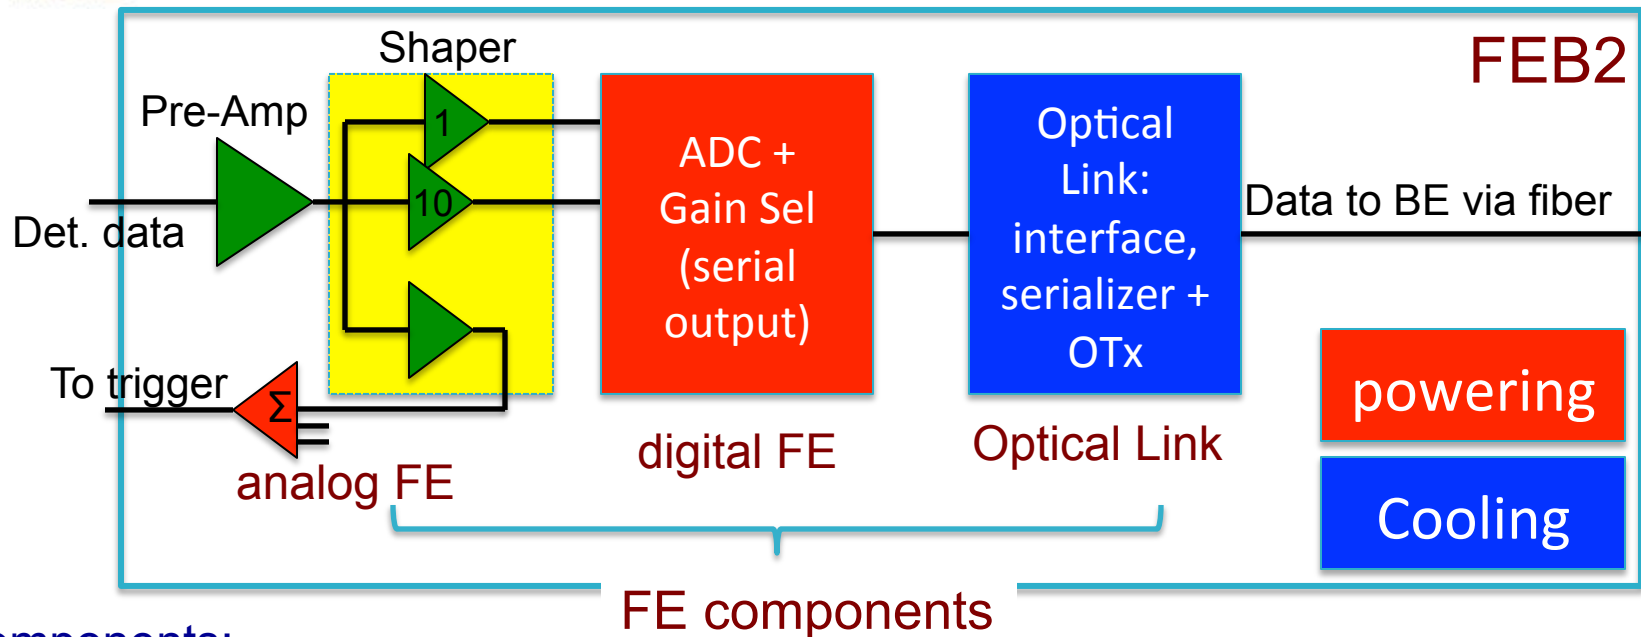 FEB2
Shaper
Pre-Amp
1
10
Det. data
ADC +
Gain Sel
(serial
output)
Optical
Link:
interface,
serializer +
OTx
Data to BE via fiber
To trigger
Σ
analog FE
digital FE
Optical Link
powering
Cooling
FE components